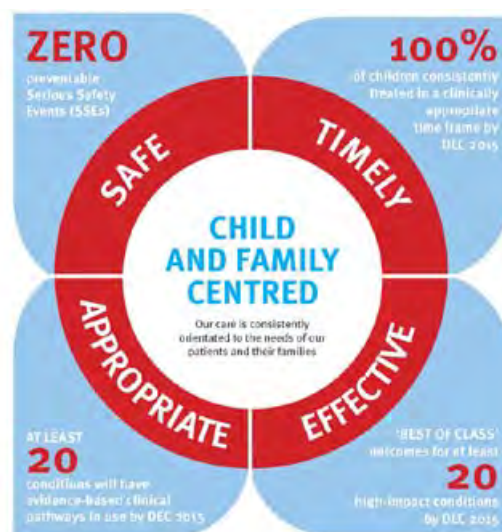 ZERO
preventable
Serious Safety
Events (SSEs)
100%
of children consistently
treated in a clinically
appropriate
time frame by
DEC 2015
SAFE
TIMELY
CHILD
AND FAMILY
CENTRED
Our care is consistently
orientated to the needs of our
patients and their families
APPROPRIATE
EFFECTIVE
AT LEAST
20
conditions will have
evidence-based clinical
pathways in use by DEC 2015
'BEST OF CLASS'
outcomes for at least
20
high-impact conditions
by DEC 2015